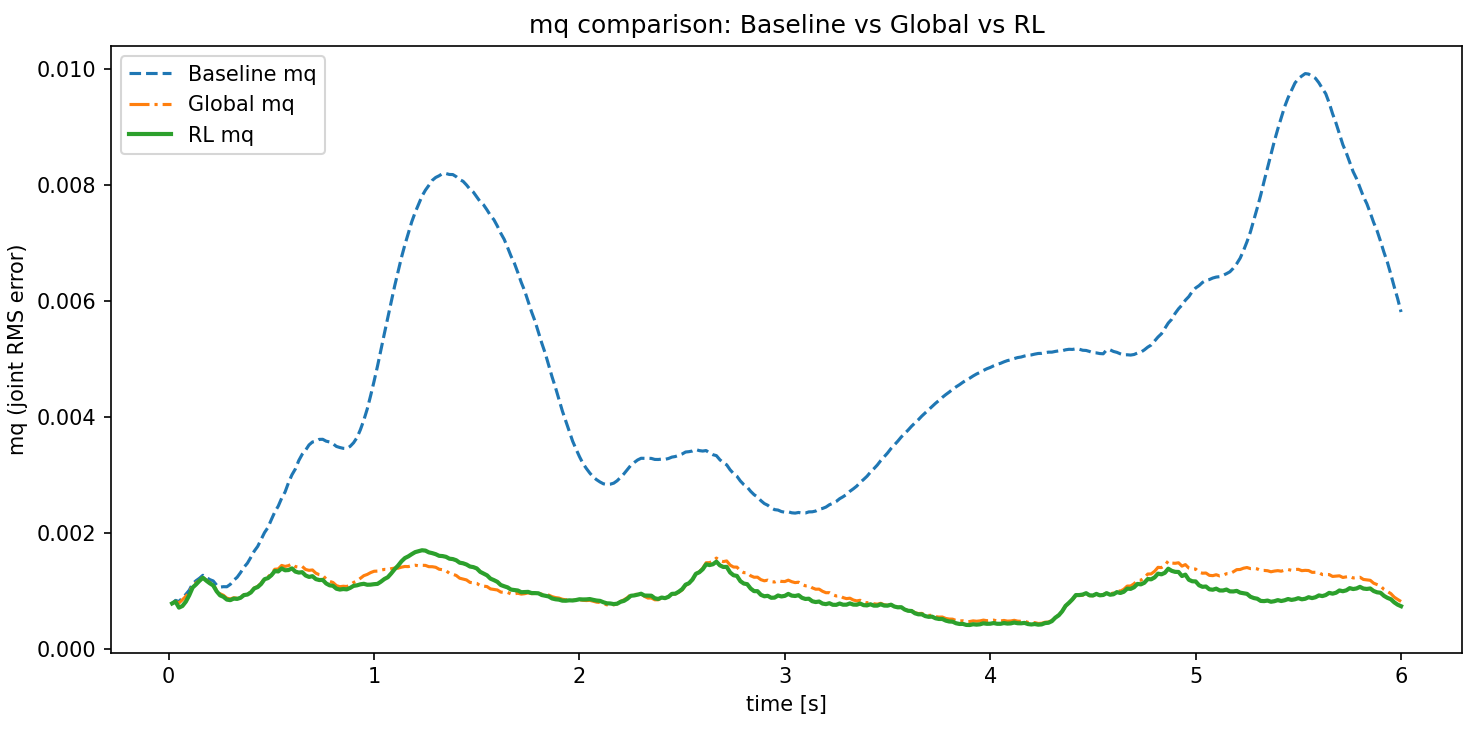 mq comparison: Baseline vs Global vs RL
Baseline mq
Global mq
RL mq
mq (joint RMS error)
0.010
0.008
0.006
0.004
0.002
0.000
0 1 2 3 4 5 6
time [s]